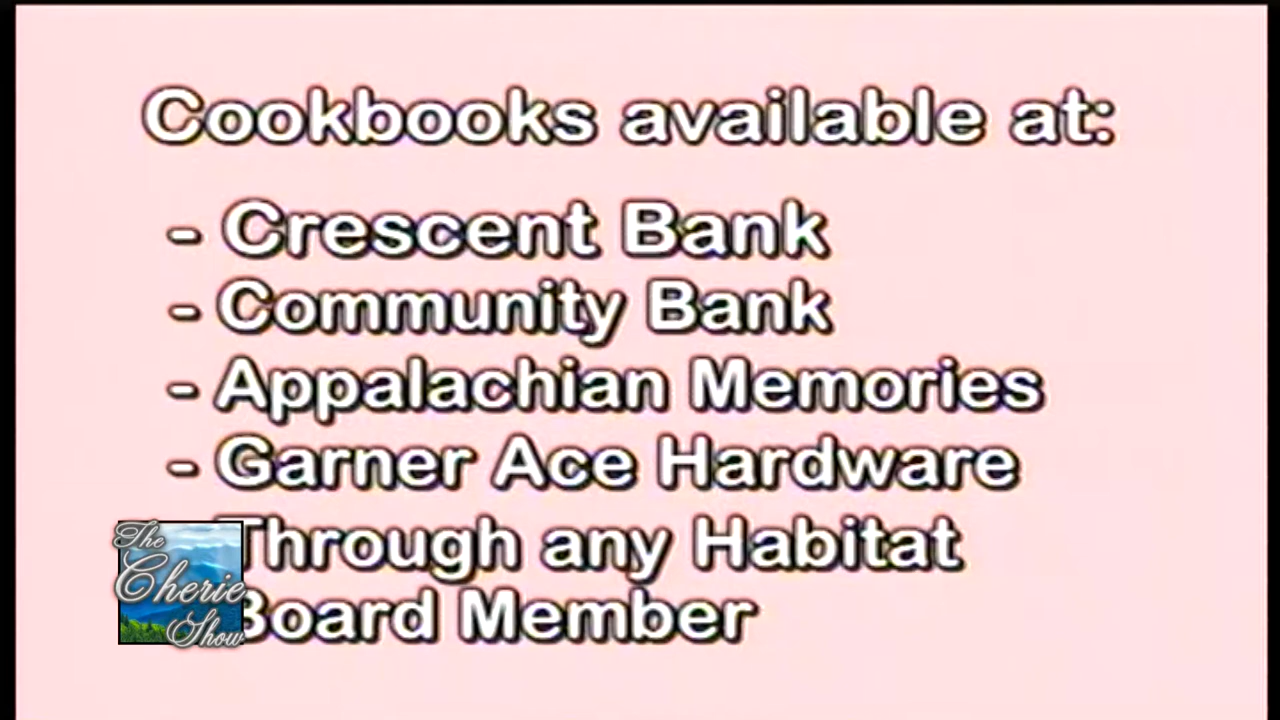 Cookbooks available at:
- Crescent Bank
- Community Bank
- Appalachian Memories
- Garner Ace Hardware
Through any Habitat
Board Member
The
Cherie
Show